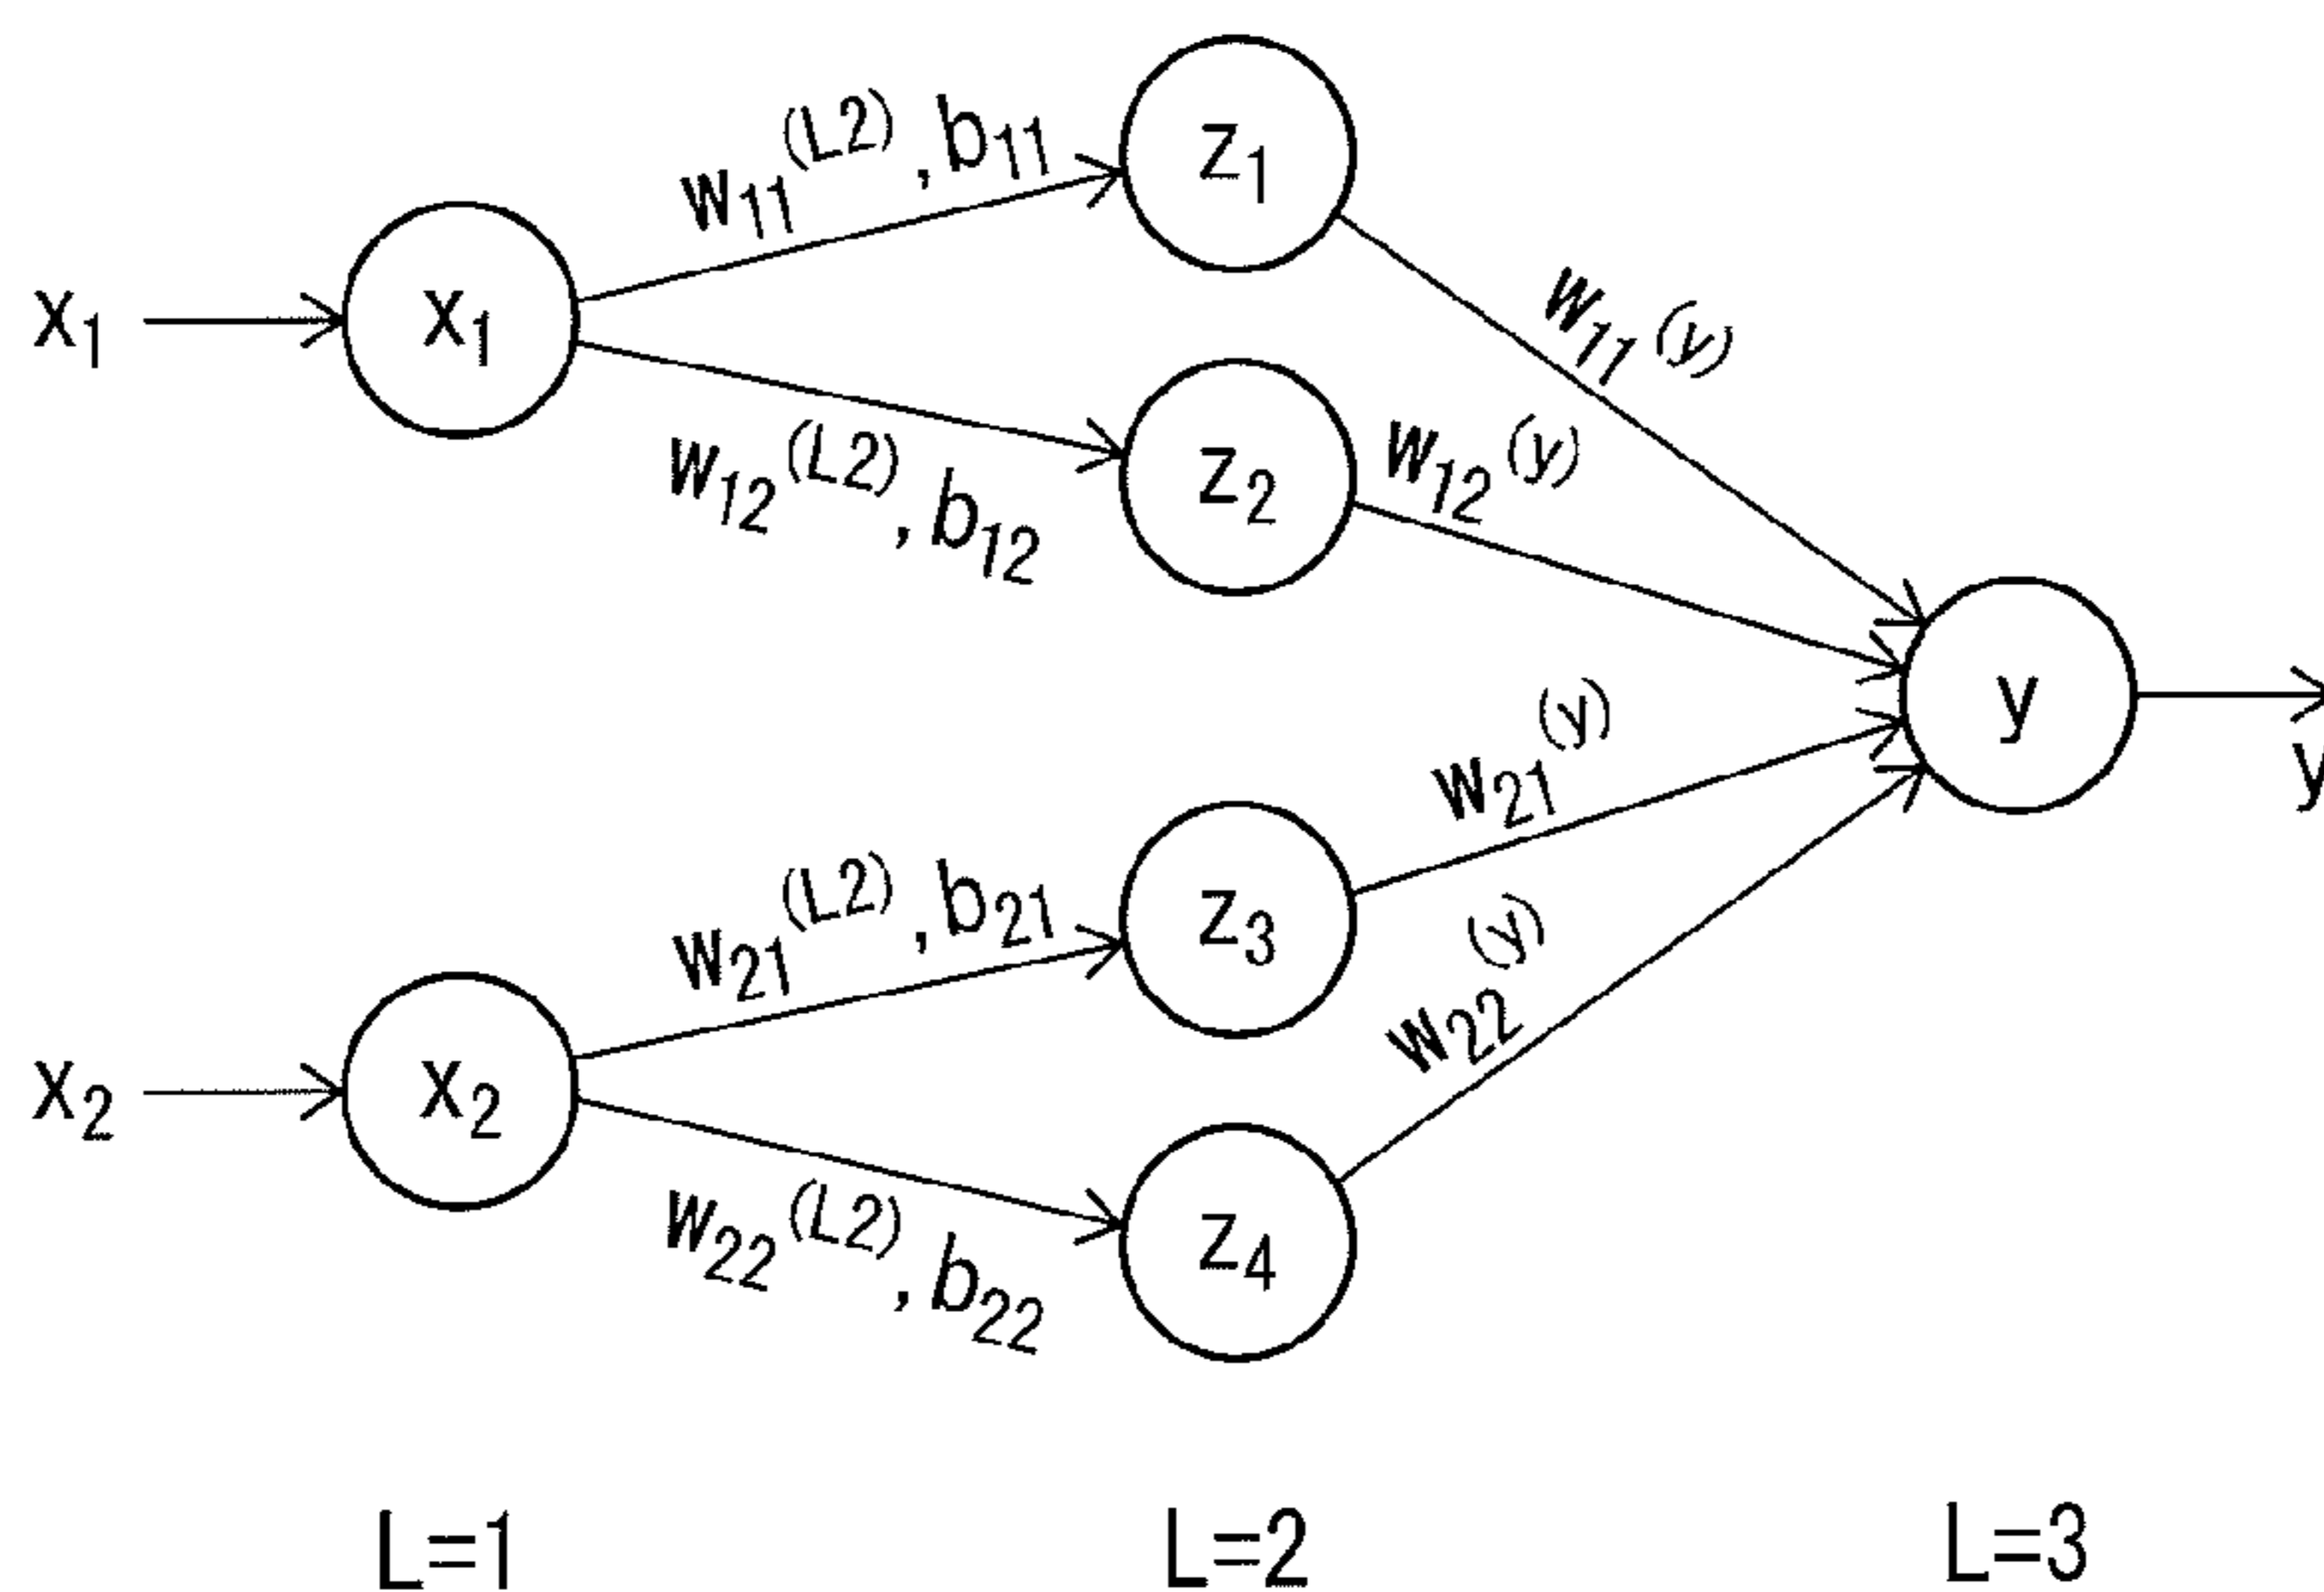 w₁₁⁽ᴸ²⁾, b₁₁
z₁
x₁
x₁
w₁₁⁽ʸ⁾
w₁₂⁽ᴸ²⁾, b₁₂
z₂
w₁₂⁽ʸ⁾
y
y
w₂₁⁽ʸ⁾
w₂₁⁽ᴸ²⁾, b₂₁
z₃
x₂
x₂
w₂₂⁽ʸ⁾
w₂₂⁽ᴸ²⁾, b₂₂
z₄
L=1
L=2
L=3